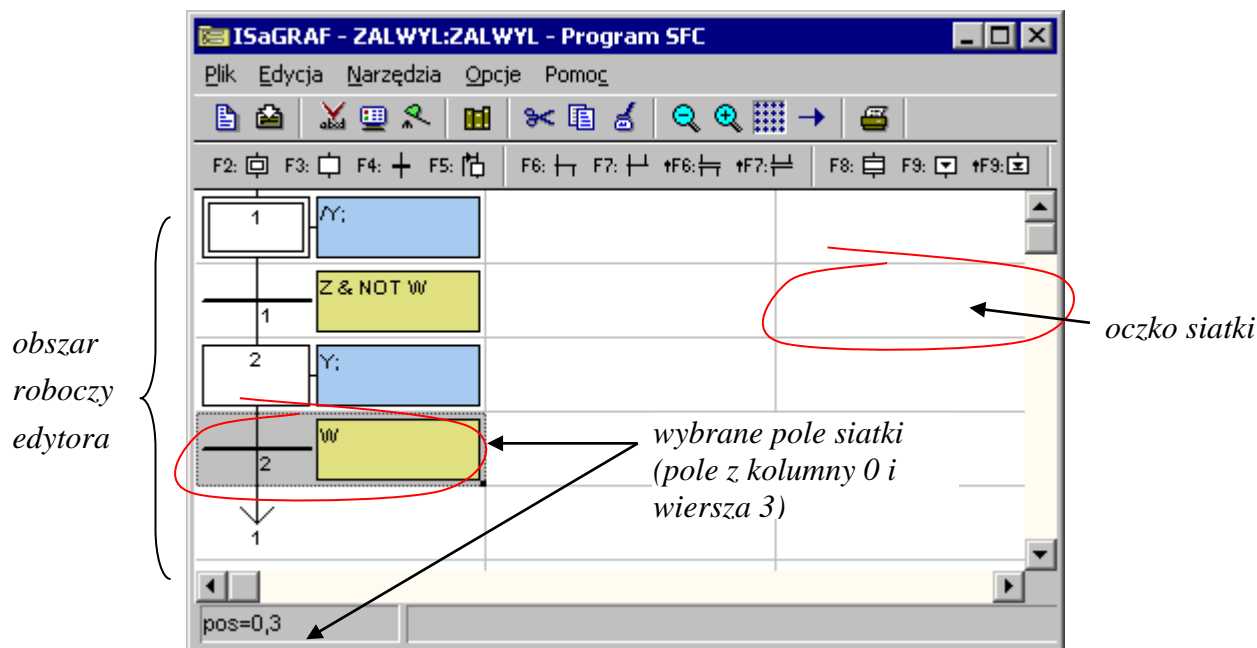 ISaGRAF - ZALWYL:ZALWYL - Program SFC
Plik Edycja Narzędzia Opcje Pomoc
abcd
F2: F3: F4: F5: F6: F7: ↑F6: ↑F7: F8: F9: ↑F9:
1
/Y;
Z & NOT W
1
2
Y;
W
2
1
pos=0,3
obszar
roboczy
edytora
oczko siatki
wybrane pole siatki
(pole z kolumny 0 i
wiersza 3)